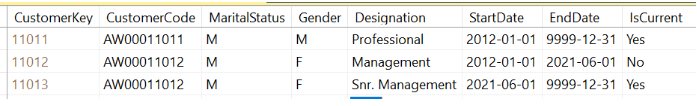 CustomerKey CustomerCode MaritalStatus Gender Designation StartDate EndDate IsCurrent
11011 AW00011011 M M Professional 2012-01-01 9999-12-31 Yes
11012 AW00011012 M F Management 2012-01-01 2021-06-01 No
11013 AW00011012 M F Snr. Management 2021-06-01 9999-12-31 Yes